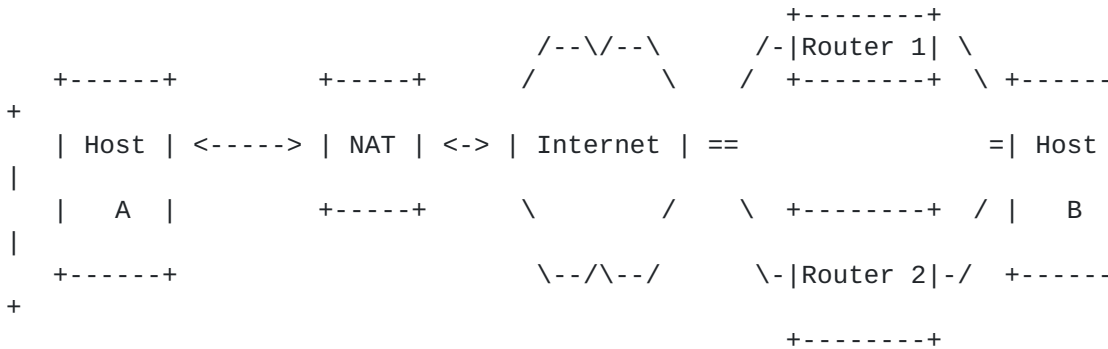 +--------+
                                 /--\/--\      /-|Router 1| \
   +------+         +-----+      /        \    /  +--------+  \ +------
+
   | Host | <-----> | NAT | <-> | Internet | ==               =| Host
|
   |   A  |         +-----+      \        /    \  +--------+  / |   B
|
   +------+                      \--/\--/      \-|Router 2|-/  +------
+
                                                +--------+